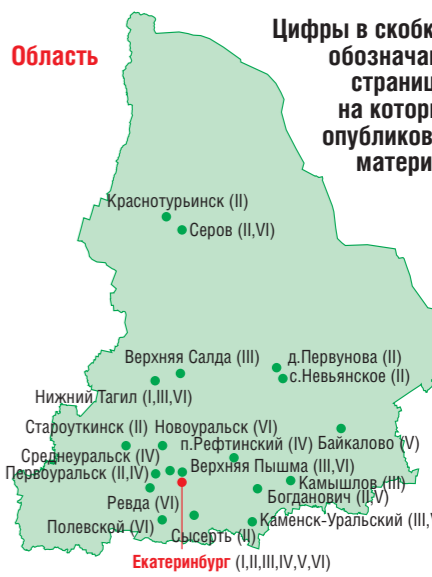 Область
Цифры в скобк
обозначаю
страниц
на котор
опубликов
матери
Краснотурьинск (II)
Серов (II,VI)
Верхняя Салда (III)
д.Первунова (II)
с.Невьянское (II)
Нижний Тагил (I,III,VI)
Староуткинск (II)
Новоуральск (VI)
Среднеуральск (IV)
п.Рефтинский (IV)
Байкалово (V)
Первоуральск (II,IV)
Верхняя Пышма (III,VI)
Камышлов (III)
Богданович (II,V)
Ревда (VI)
Полевской (VI)
Сысерть (II)
Каменск-Уральский (III,V
Екатеринбург (I,II,III,IV,V,VI)